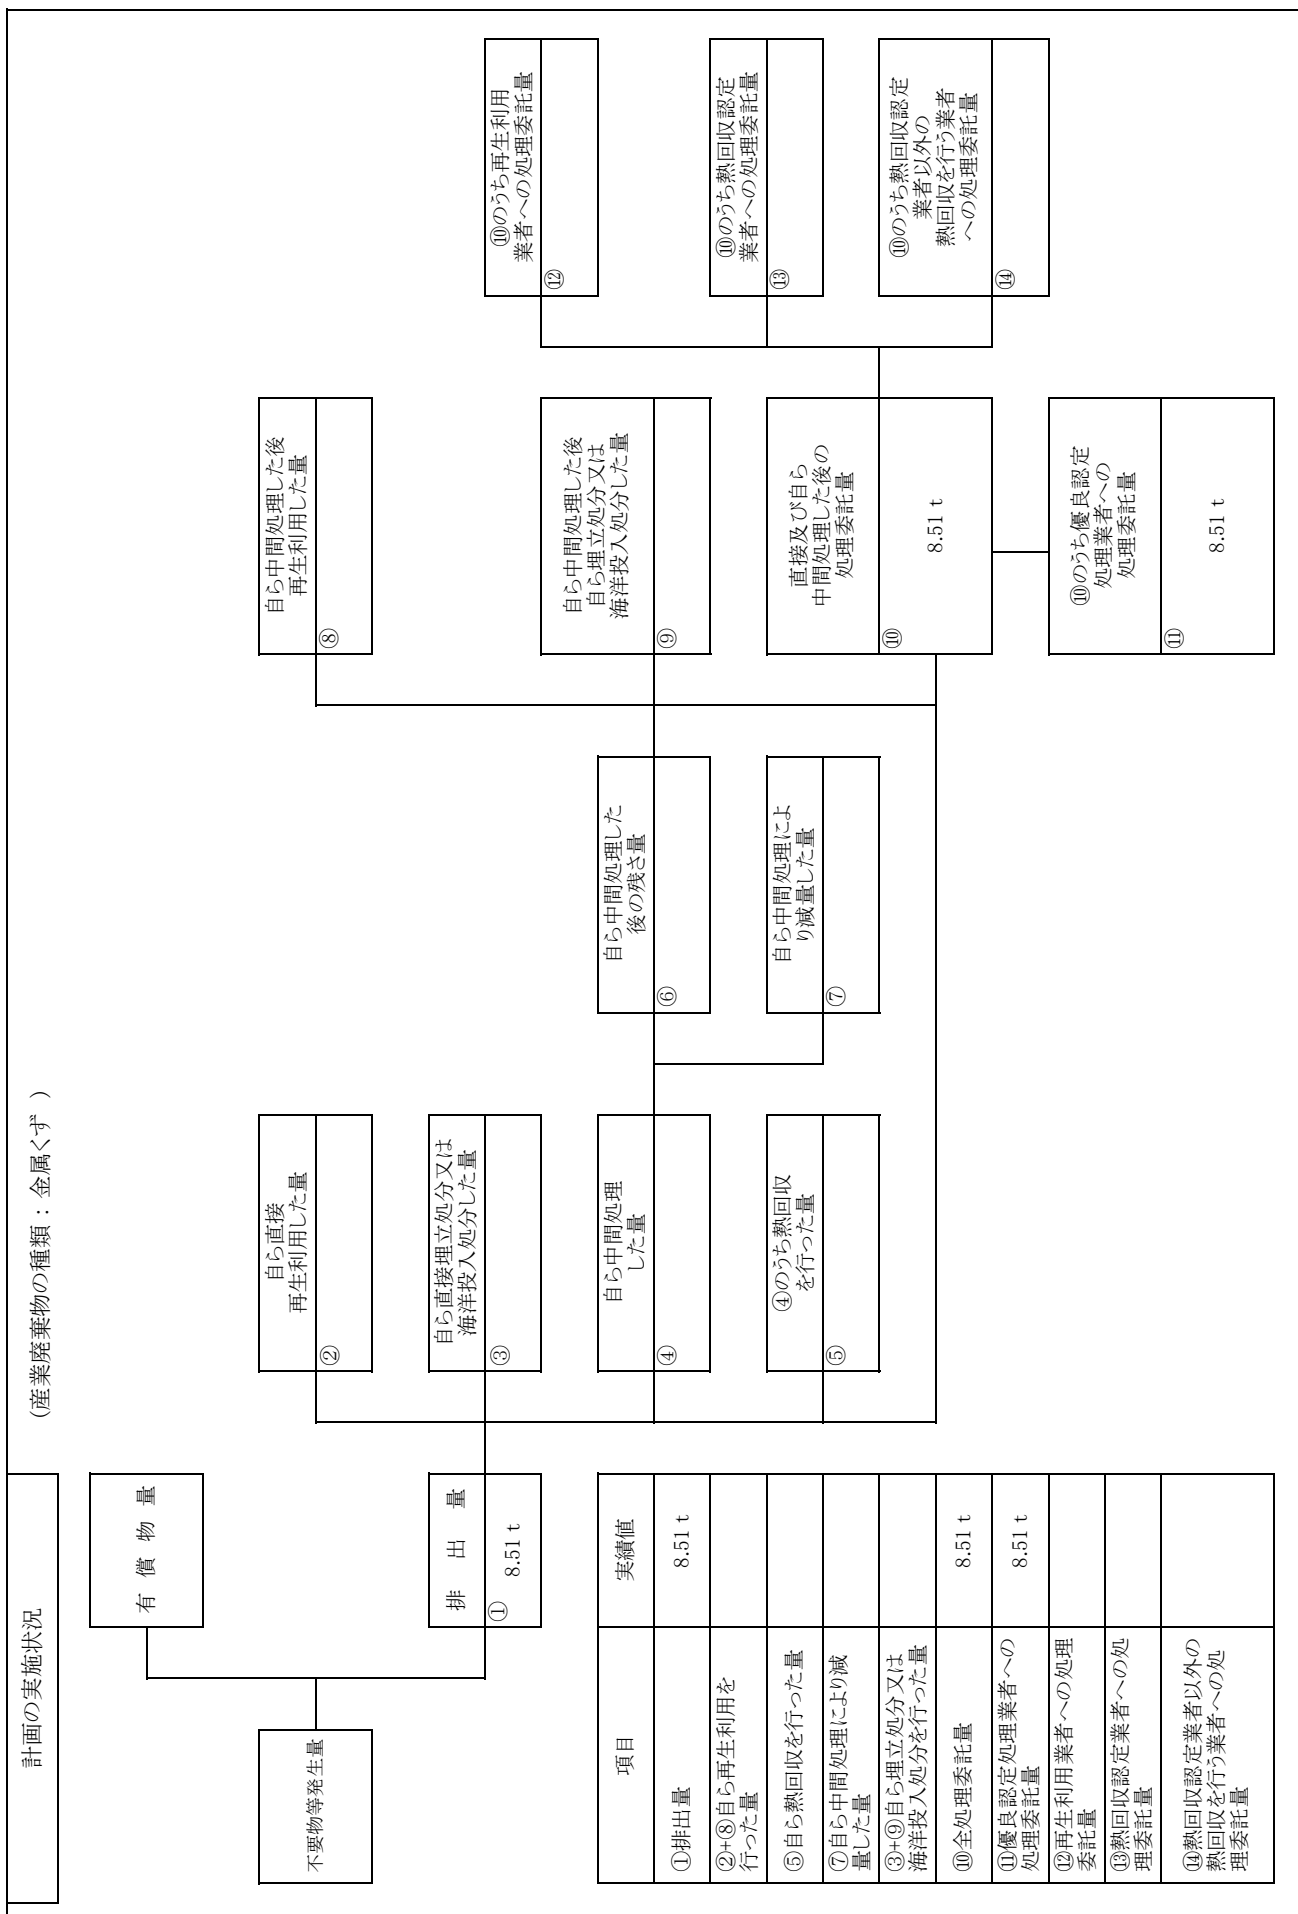 計画の実施状況
(産業廃棄物の種類：金属くず )
不要物等発生量
有 償 物 量
排 出 量
①
8.51 t
自ら直接
再生利用した量
②
自ら直接埋立処分又は
海洋投入処分した量
③
自ら中間処理
した量
④
④のうち熱回収
を行った量
⑤
自ら中間処理した
後の残さ量
⑥
自ら中間処理によ
り減量した量
⑦
自ら中間処理した後
再生利用した量
⑧
自ら中間処理した後
自ら埋立処分又は
海洋投入処分した量
⑨
直接及び自ら
中間処理した後の
処理委託量
⑩
8.51 t
⑩のうち優良認定
処理業者への
処理委託量
⑪
8.51 t
⑩のうち再生利用
業者への処理委託量
⑫
⑩のうち熱回収認定
業者への処理委託量
⑬
⑩のうち熱回収認定
業者以外の
熱回収を行う業者
への処理委託量
⑭
項目
実績値
①排出量
8.51 t
②+⑧自ら再生利用を
行った量
⑤自ら熱回収を行った量
⑦自ら中間処理により減
量した量
③+⑨自ら埋立処分又は
海洋投入処分を行った量
⑩全処理委託量
8.51 t
⑪優良認定処理業者への
処理委託量
8.51 t
⑫再生利用業者への処理
委託量
⑬熱回収認定業者への処
理委託量
⑭熱回収認定業者以外の
熱回収を行う業者への処
理委託量